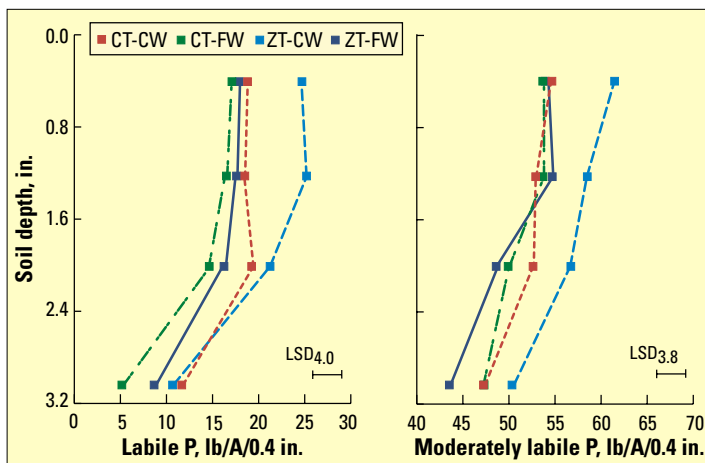 CT-CW CT-FW ZT-CW ZT-FW
Soil depth, in.
0.0
0.8
1.6
2.4
3.2
LSD4.0
0 5 10 15 20 25 30
Labile P, lb/A/0.4 in.
LSD3.8
40 45 50 55 60 65 70
Moderately labile P, lb/A/0.4 in.